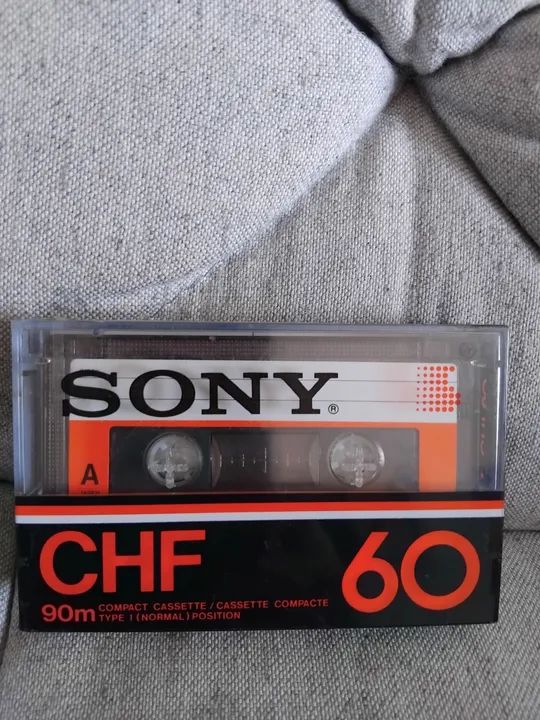 SONY®
A
CHF 60
90m COMPACT CASSETTE / CASSETTE COMPACTE
TYPE I (NORMAL) POSITION